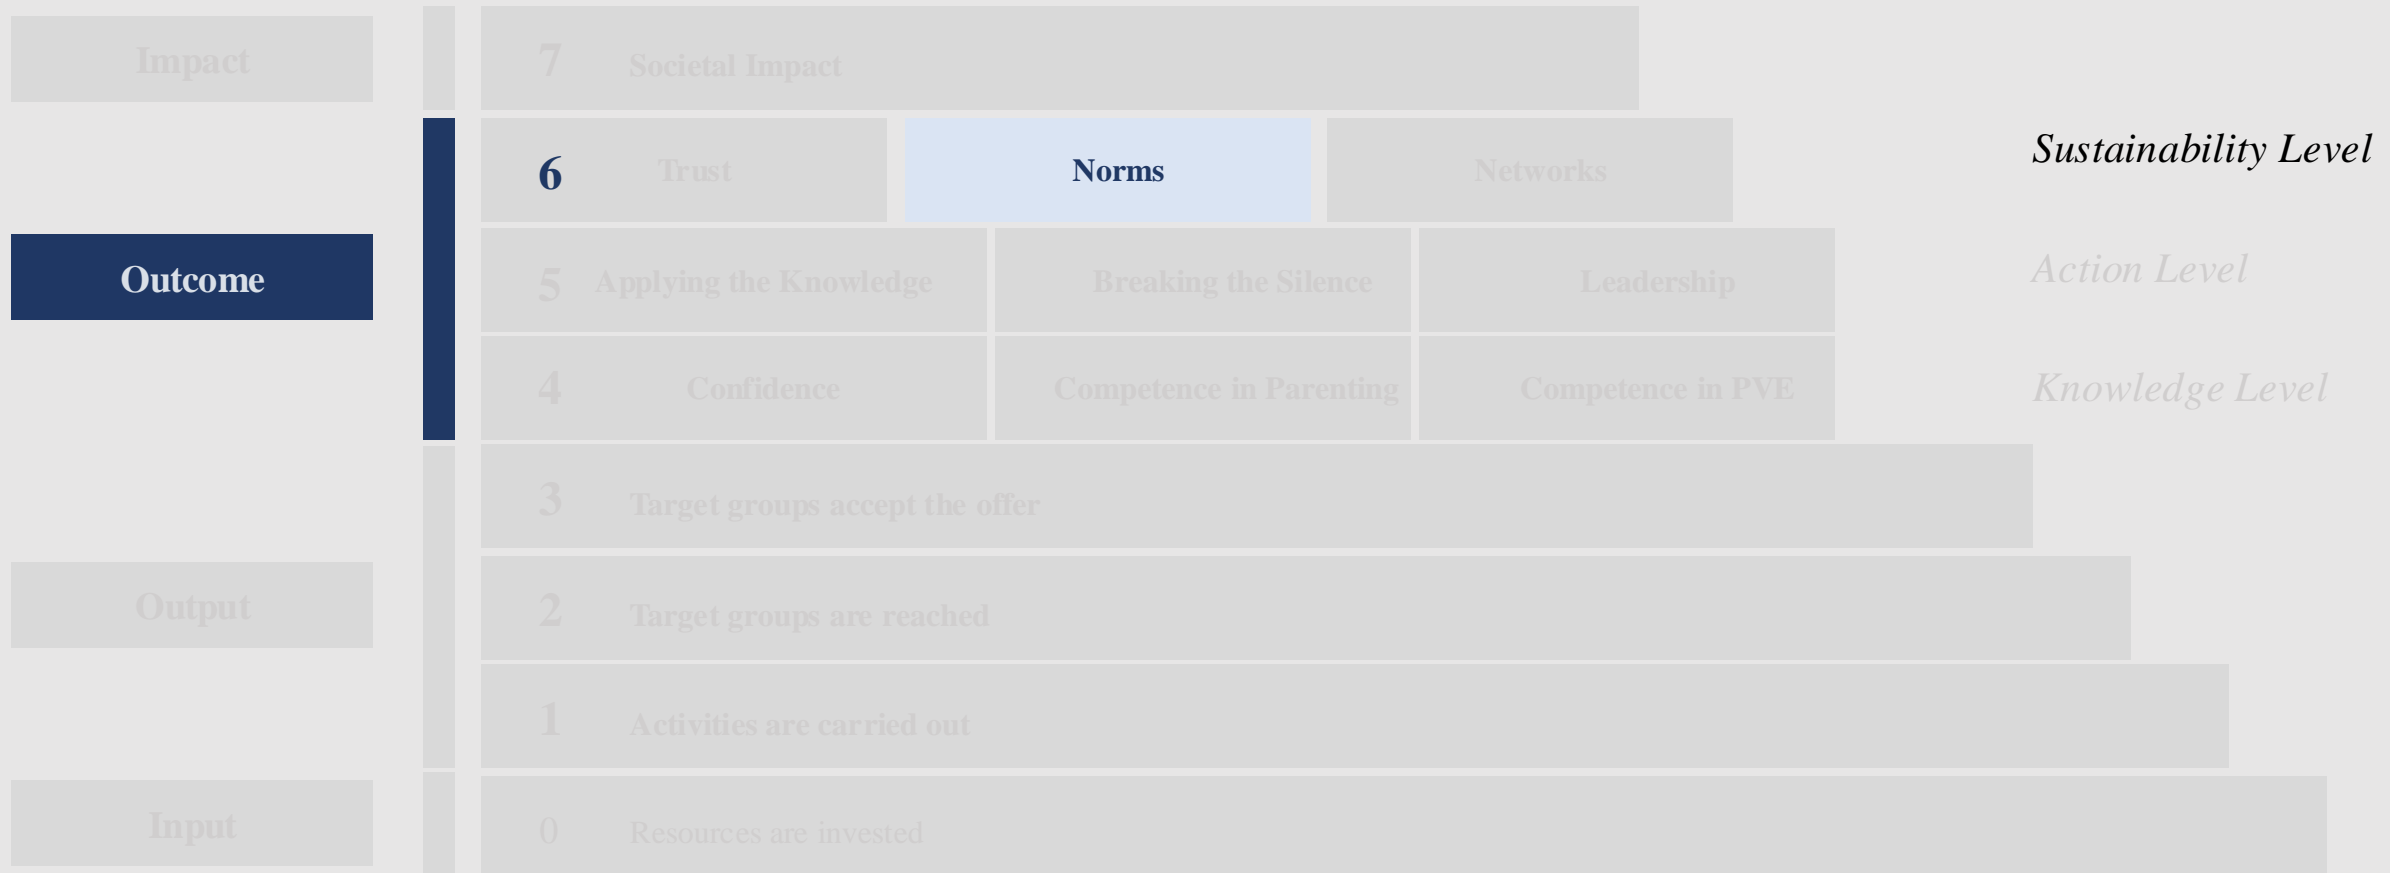 Impact
7 Societal Impact
6 Trust Norms Networks Sustainability Level
Outcome
5 Applying the Knowledge Breaking the Silence Leadership Action Level
4 Confidence Competence in Parenting Competence in PVE Knowledge Level
3 Target groups accept the offer
Output
2 Target groups are reached
1 Activities are carried out
Input
0 Resources are invested